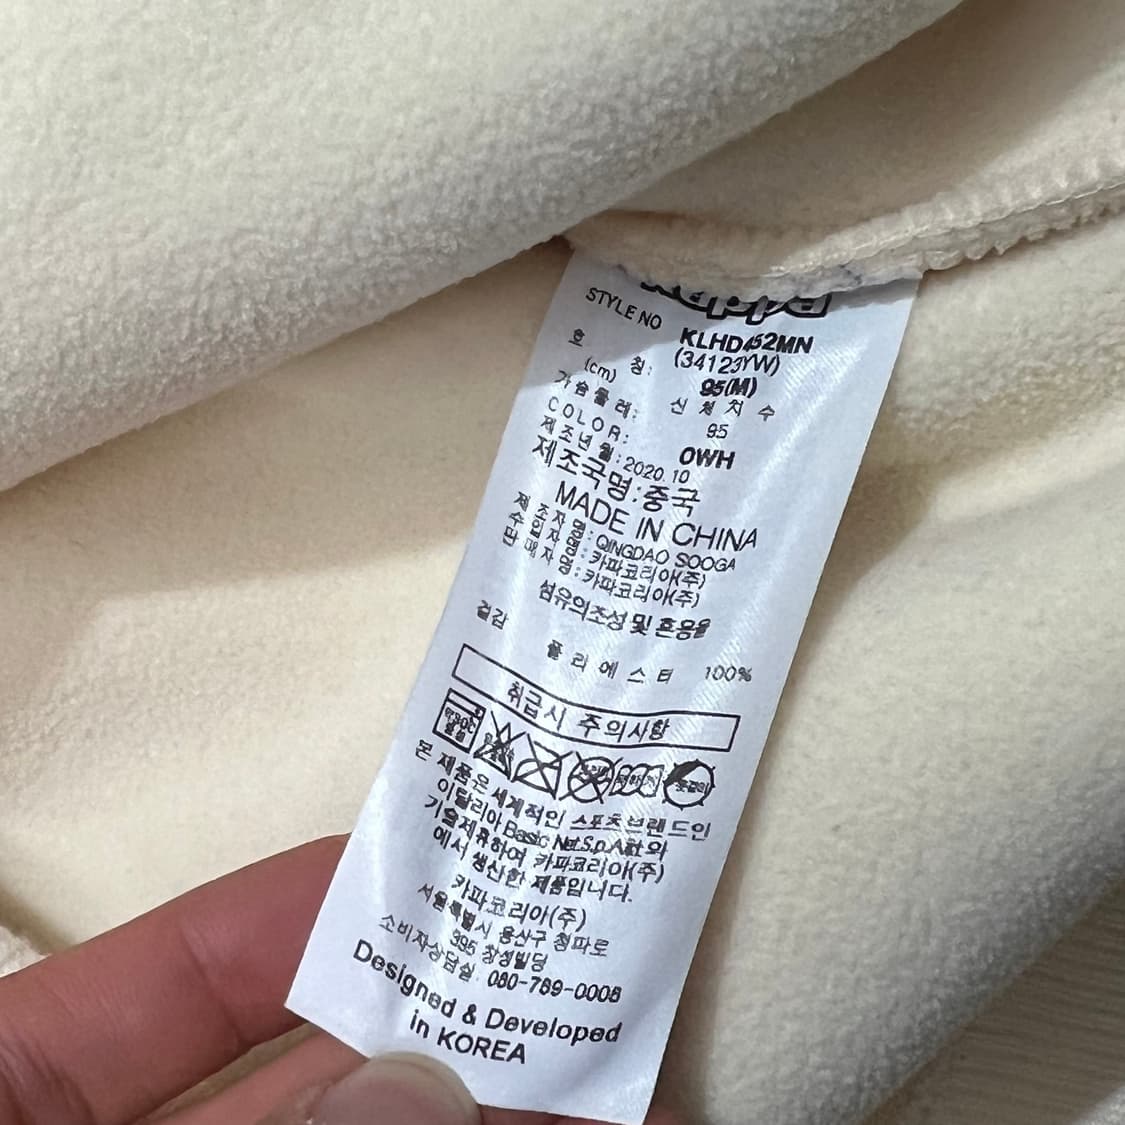 Kappa
STYLE NO KLHD452MN
(34123YW)
호 칭: 95(M)
(cm) 신 체 치 수
가슴둘레: 95
COLOR: OWH
제조년월:2020.10
제조국명:중국
MADE IN CHINA
제조자명:QINGDAO SOOGA
수입자명:카파코리아(주)
판매자명:카파코리아(주)
섬유의조성 및 혼용율
겉감
폴리에스터 100%
취급시 주의사항
약30℃
중성
본 제품은 세계적인 스포츠브랜드인
이탈리아 Basic Net.S.p.A社와
기술제휴하여 카파코리아(주)
에서 생산한 제품입니다.
카파코리아(주)
서울특별시 용산구 청파로
395 창성빌딩
소비자상담실 080-789-0008
Designed & Developed
in KOREA